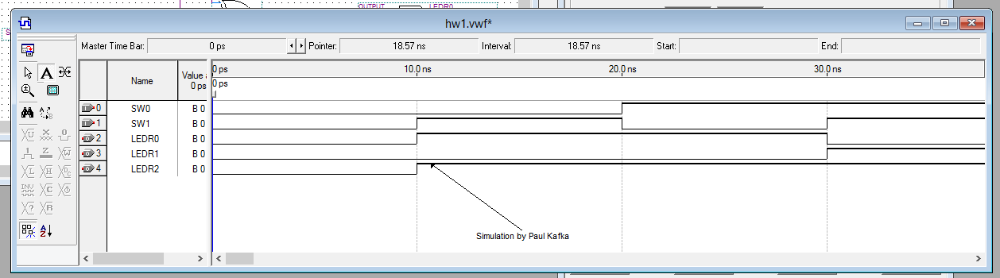 OUTPUT LEDR0
hw1.vwf*
Master Time Bar: 0 ps Pointer: 18.57 ns Interval: 18.57 ns Start: End:
Name Value 0 ps
0 ps 10.0 ns 20.0 ns 30.0 ns
0 ps
0 SW0 B 0
1 SW1 B 0
2 LEDR0 B 0
3 LEDR1 B 0
4 LEDR2 B 0
Simulation by Paul Kafka